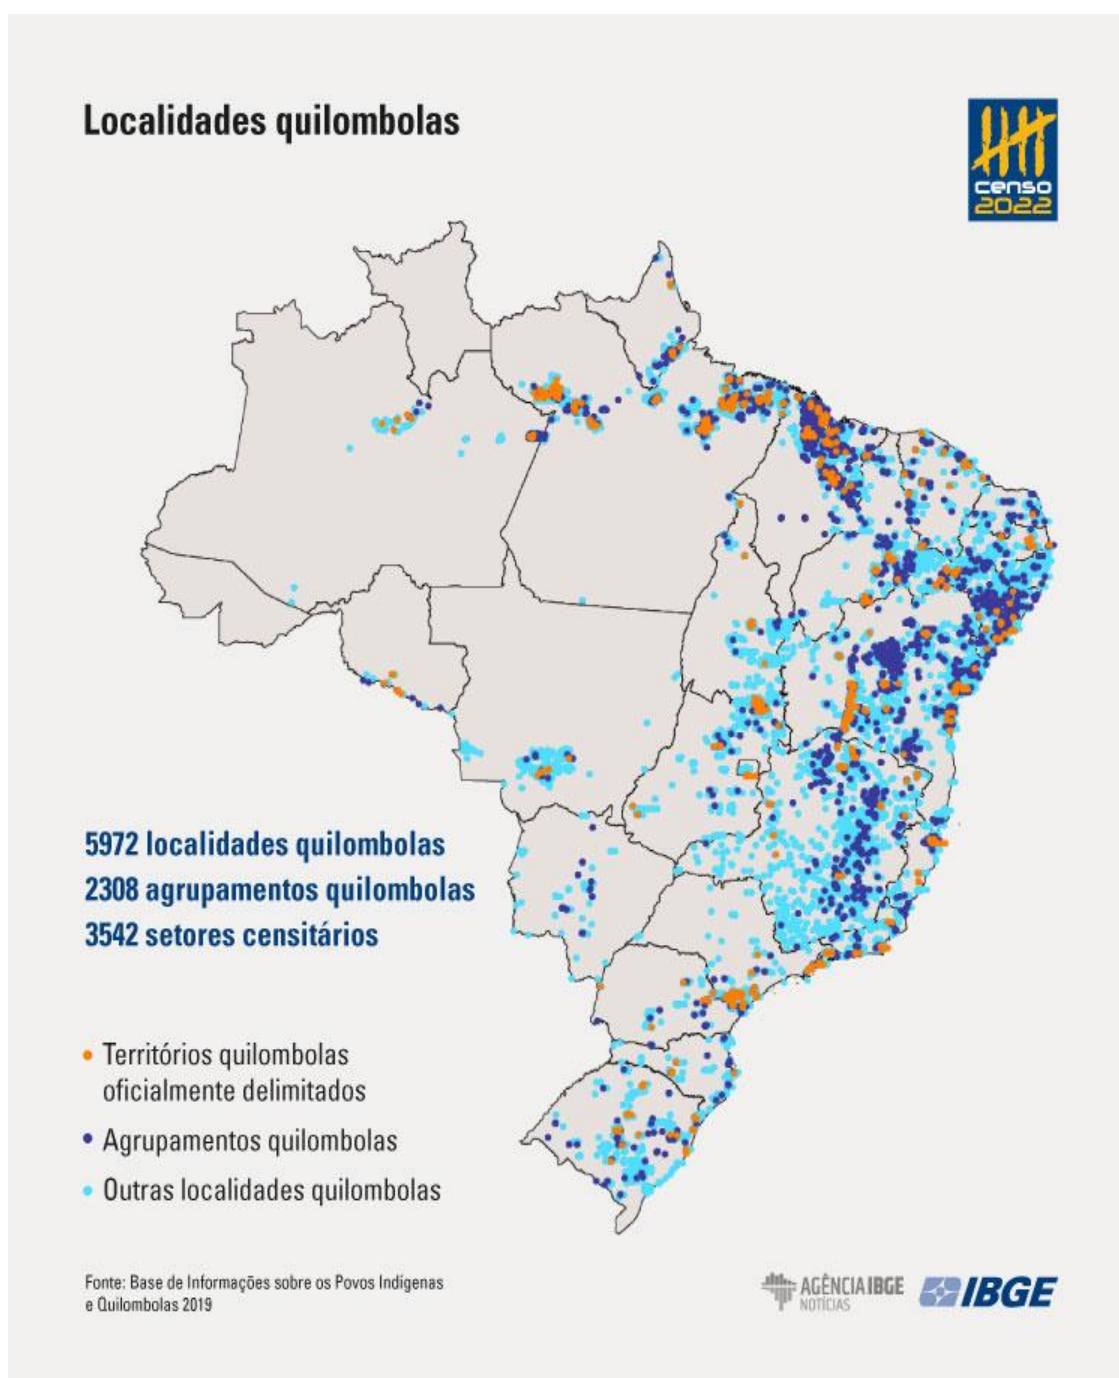 Localidades quilombolas
censo
2022
5972 localidades quilombolas
2308 agrupamentos quilombolas
3542 setores censitários
Territórios quilombolas
oficialmente delimitados
Agrupamentos quilombolas
Outras localidades quilombolas
Fonte: Base de Informações sobre os Povos Indígenas
e Quilombolas 2019
AGÊNCIA IBGE
NOTÍCIAS
IBGE